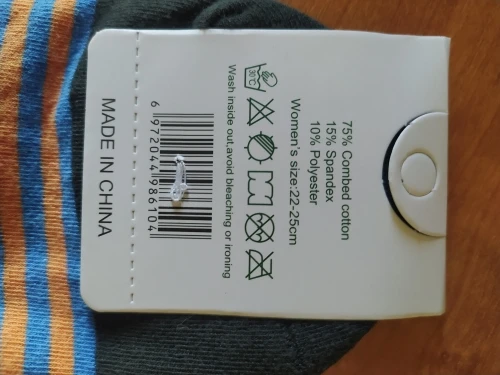 75% Combed cotton
15% Spandex
10% Polyester
Women's size:22-25cm
30°C
Wash inside out,avoid bleaching or ironing
6 972044 986104
MADE IN CHINA